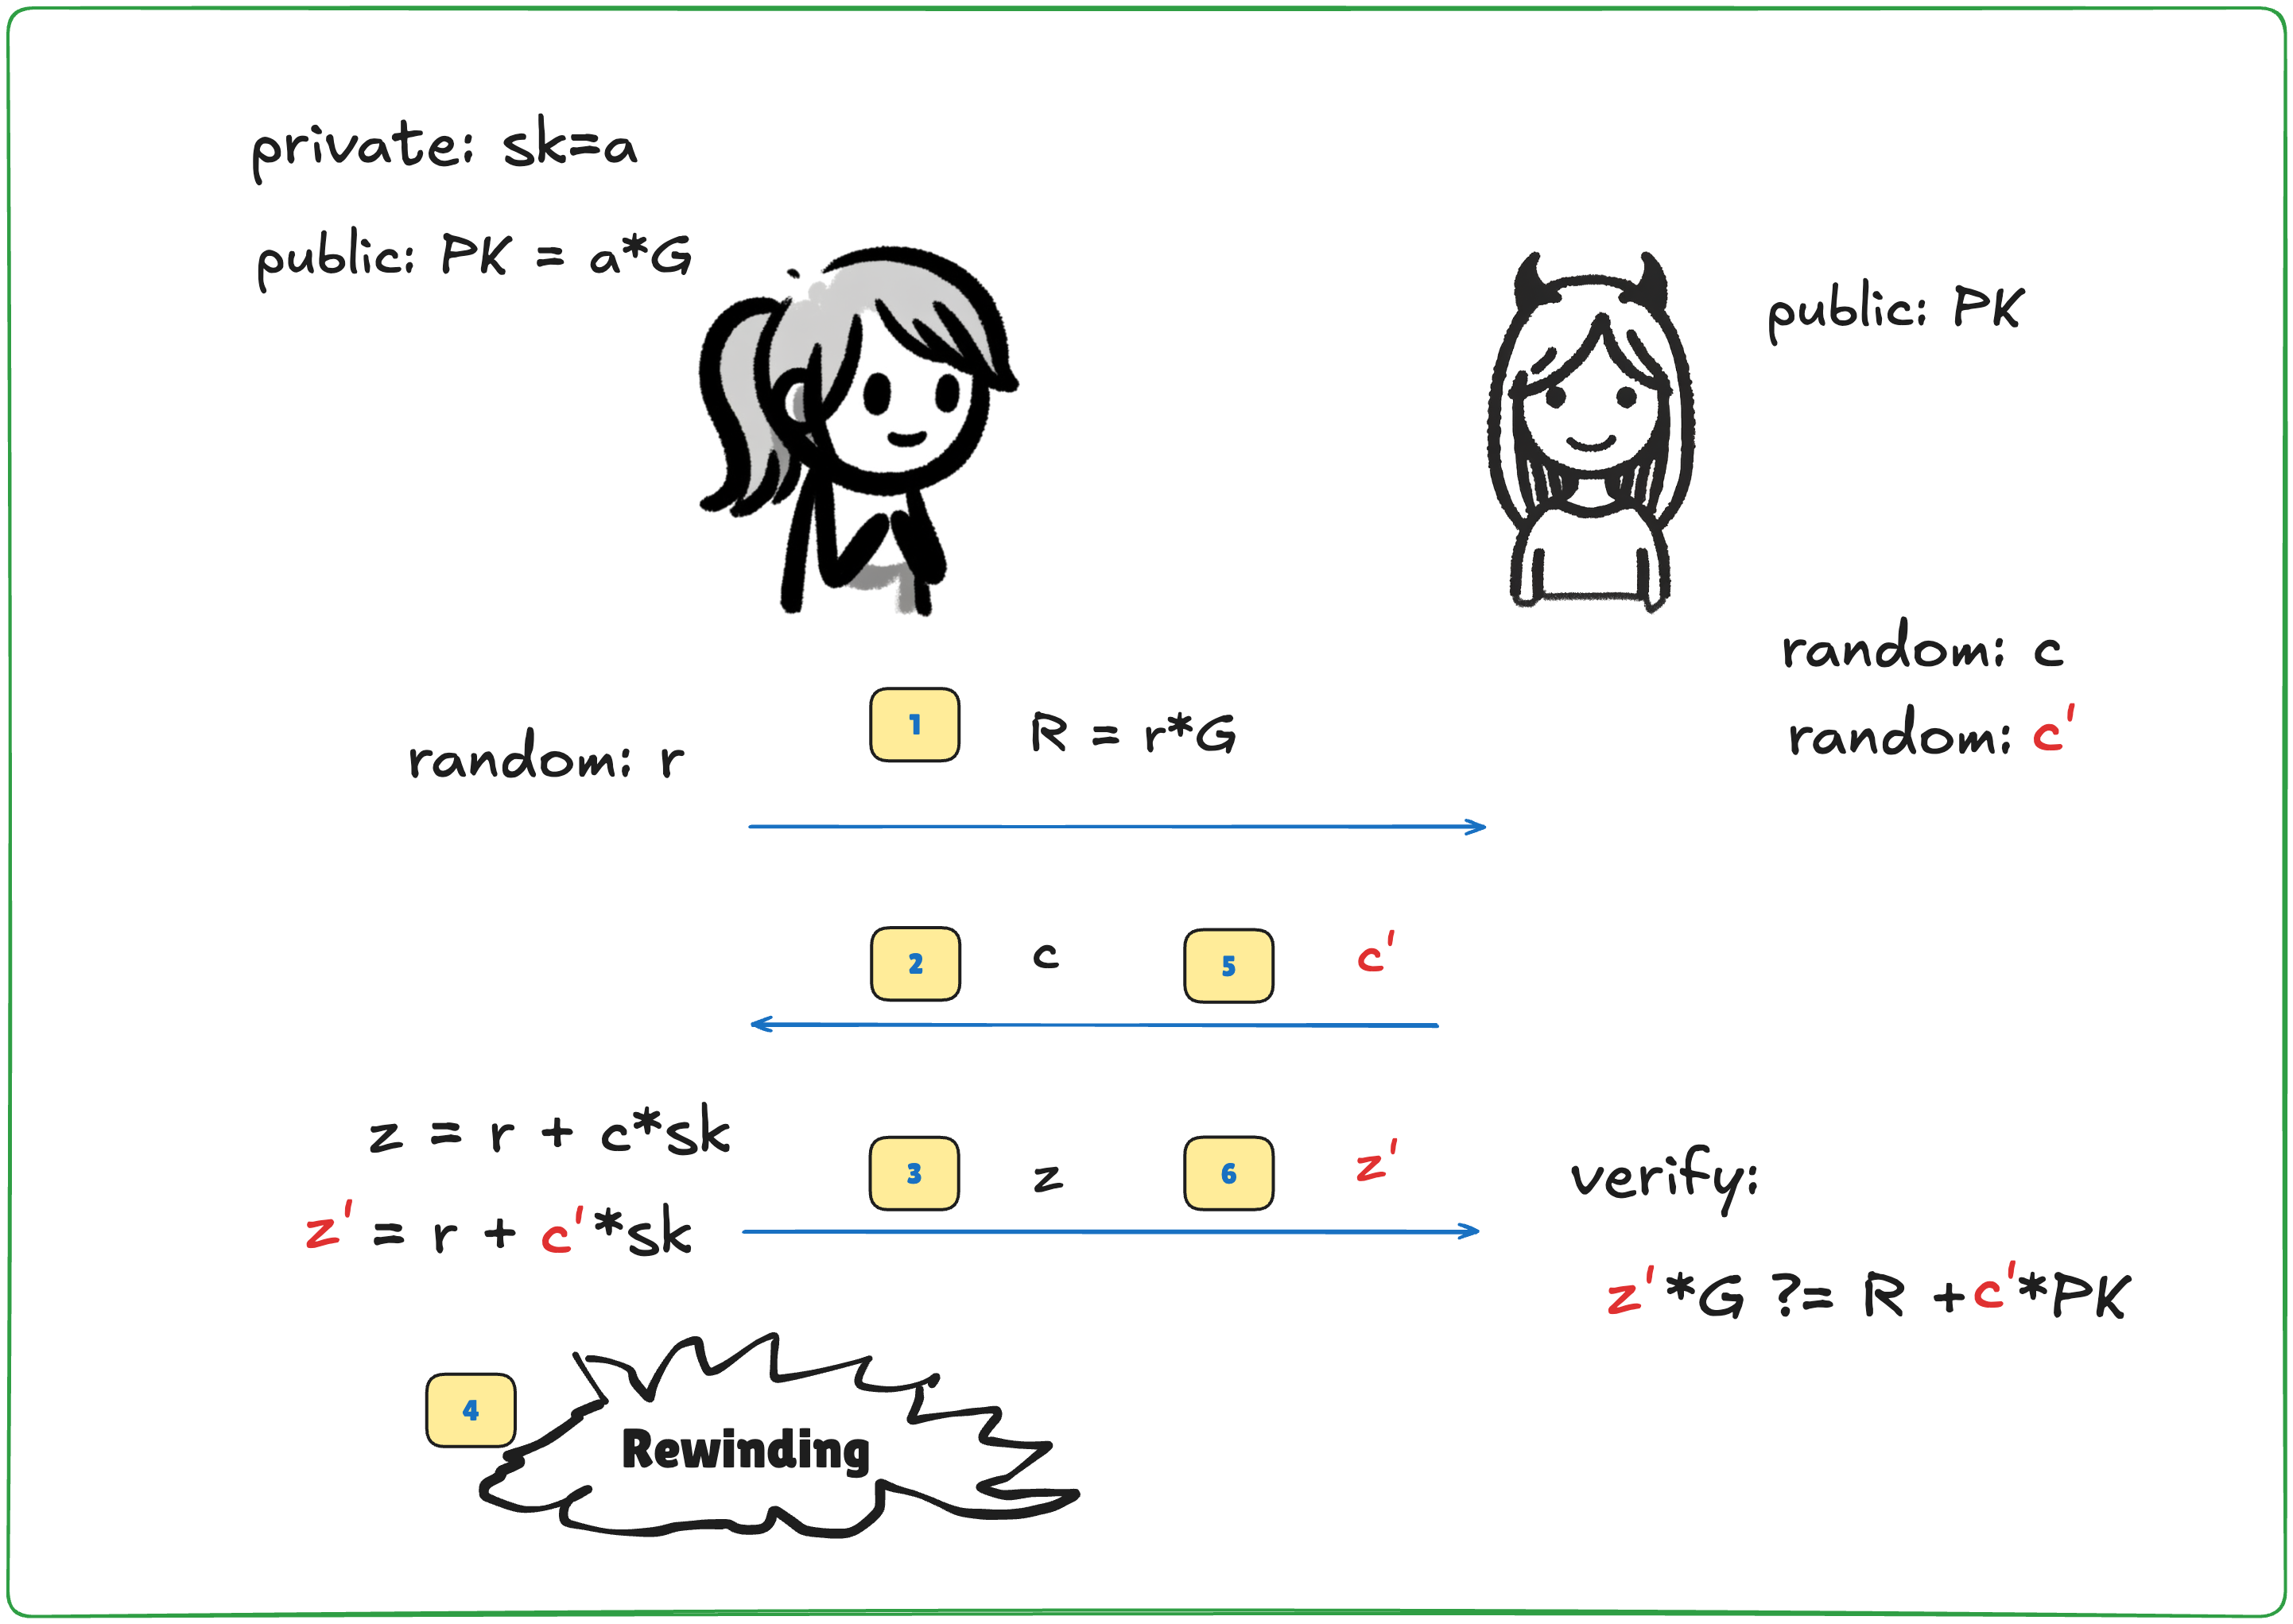 private: sk=a
public: PK = a*G
public: PK
random: c
random: c'
random: r
1
R = r*G
2
c
5
c'
z = r + c*sk
z' = r + c'*sk
3
z
6
z'
verify:
z'*G ?= R +c'*PK
4
Rewinding